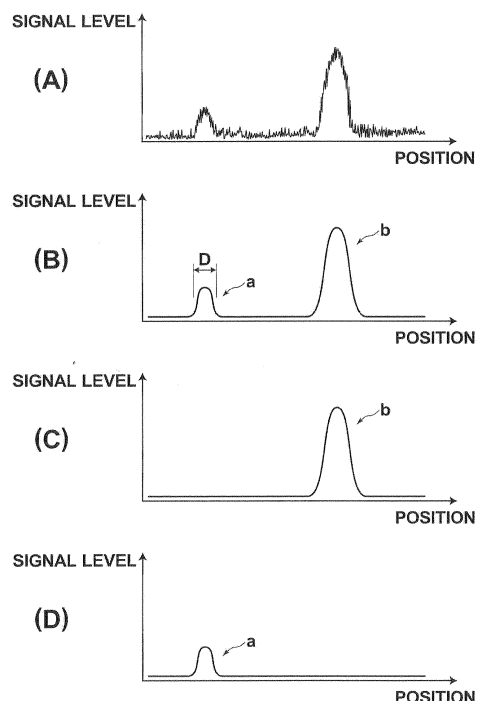 SIGNAL LEVEL
(A)
POSITION
SIGNAL LEVEL
(B)
D
a
b
POSITION
SIGNAL LEVEL
(C)
b
POSITION
SIGNAL LEVEL
(D)
a
POSITION